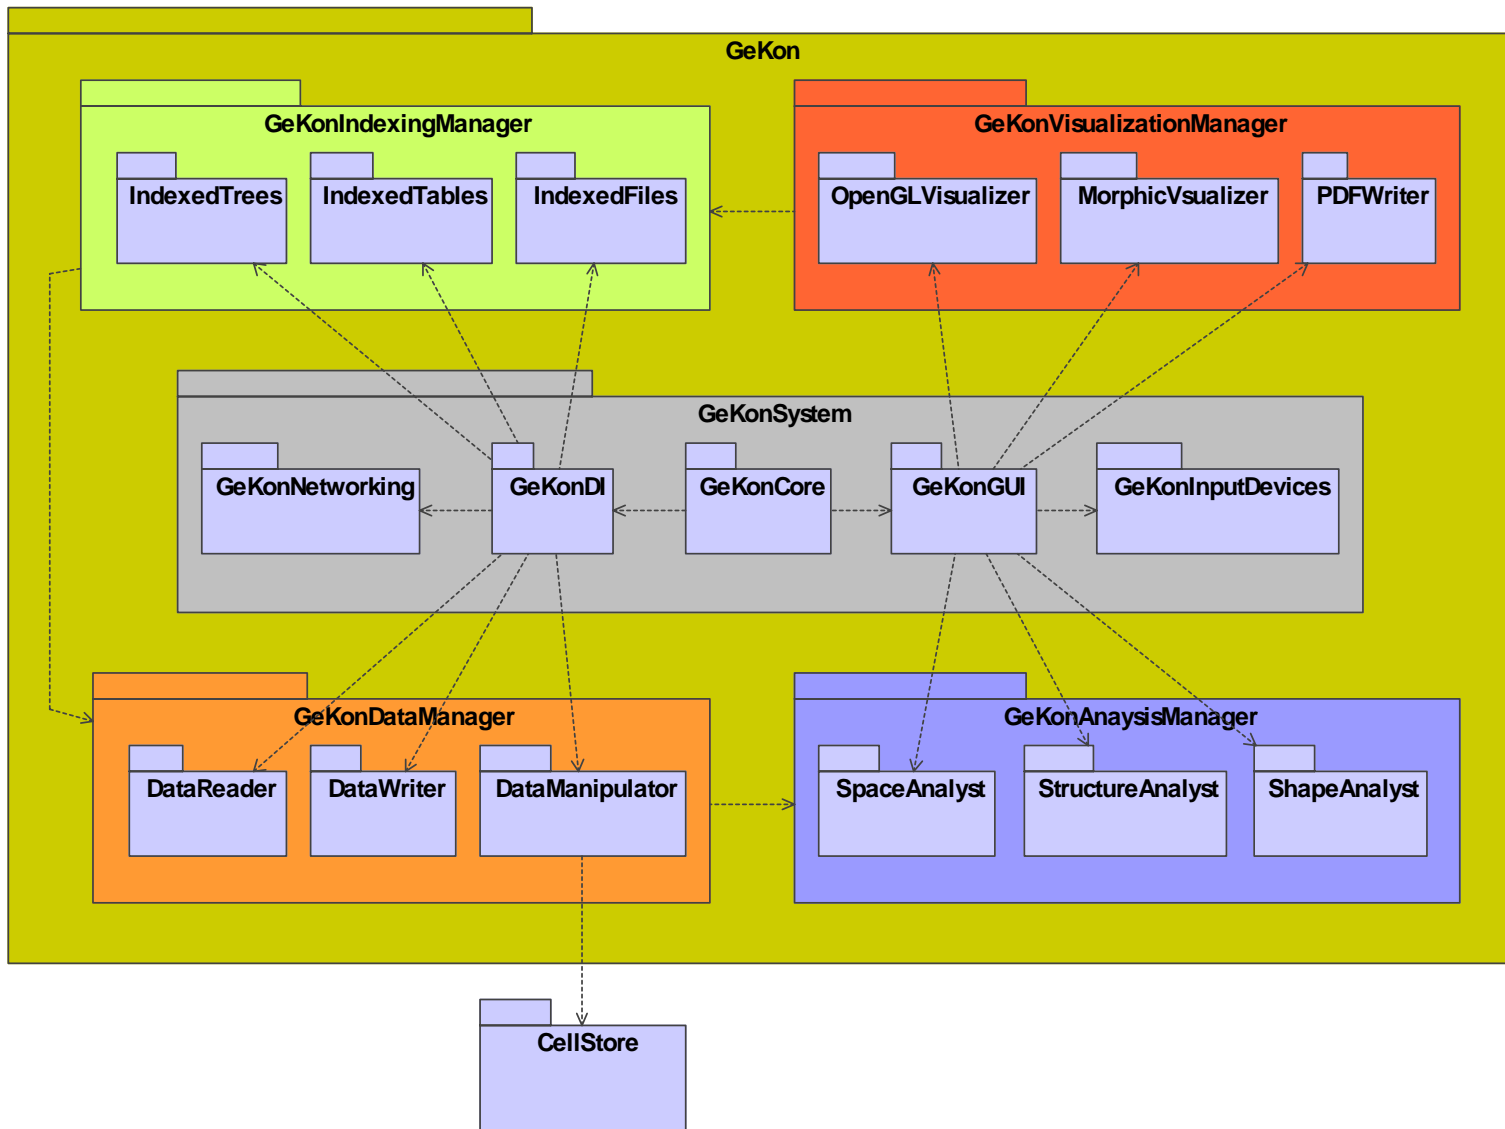 GeKon
GeKonIndexingManager
GeKonVisualizationManager
IndexedTrees
IndexedTables
IndexedFiles
OpenGLVisualizer
MorphicVsualizer
PDFWriter
GeKonSystem
GeKonNetworking
GeKonDI
GeKonCore
GeKonGUI
GeKonInputDevices
GeKonDataManager
GeKonAnaysisManager
DataReader
DataWriter
DataManipulator
SpaceAnalyst
StructureAnalyst
ShapeAnalyst
CellStore